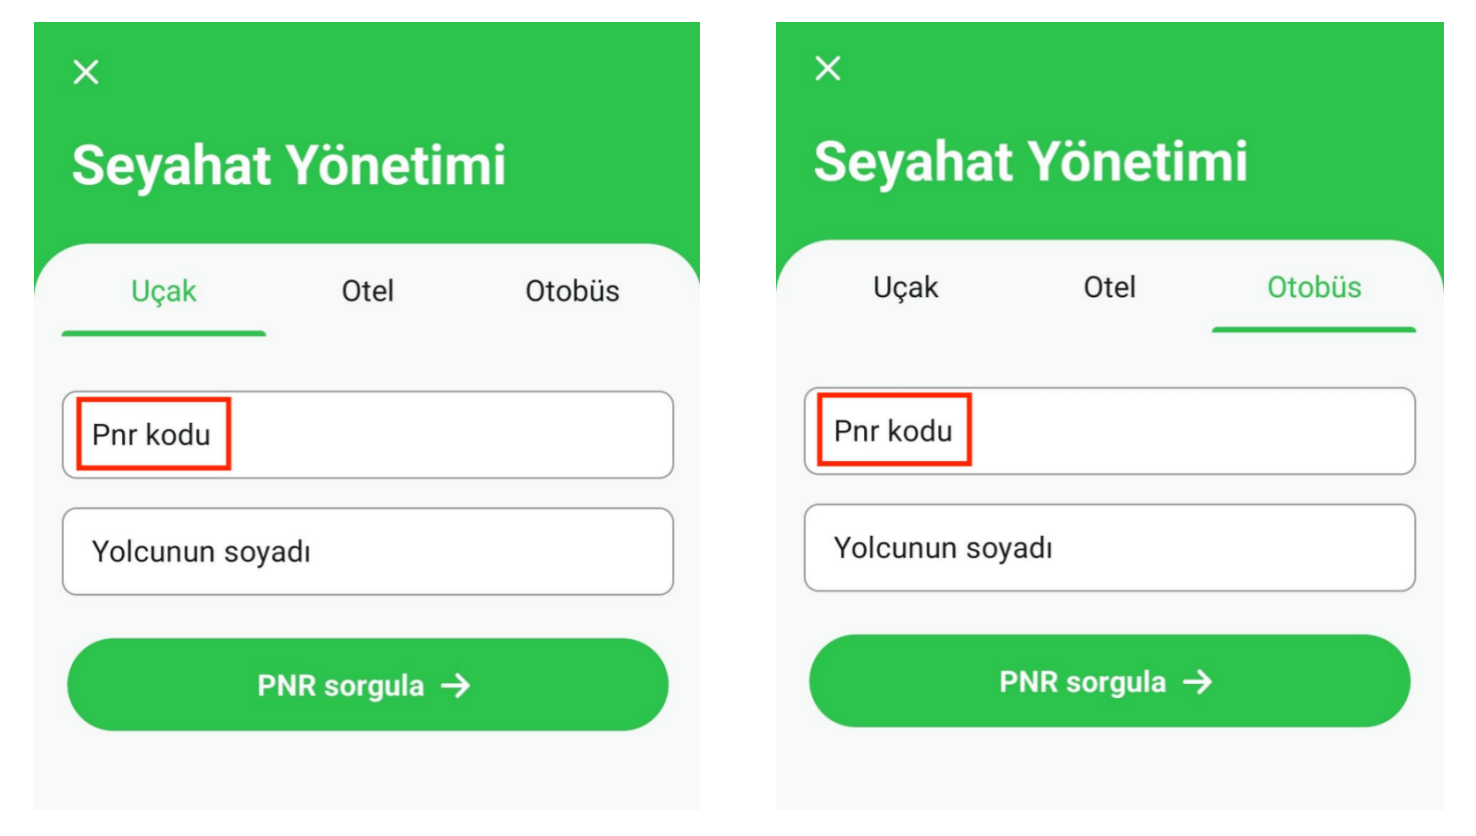 Seyahat Yönetimi
Uçak Otel Otobüs
Pnr kodu
Yolcunun soyadı
PNR sorgula →
Seyahat Yönetimi
Uçak Otel Otobüs
Pnr kodu
Yolcunun soyadı
PNR sorgula →